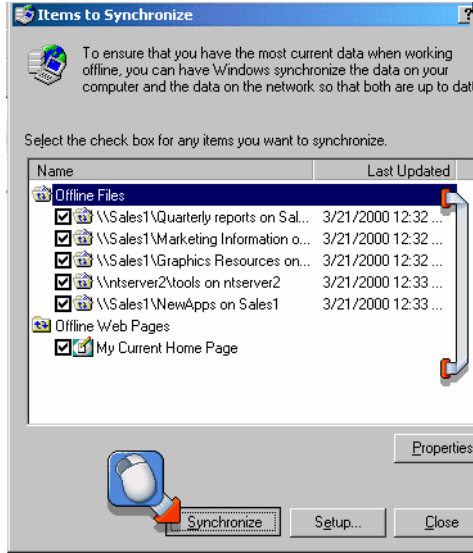 Items to Synchronize
?
To ensure that you have the most current data when working
offline, you can have Windows synchronize the data on your
computer and the data on the network so that both are up to dat
Select the check box for any items you want to synchronize.
Name Last Updated
Offline Files
\\Sales1\Quarterly reports on Sal... 3/21/2000 12:32 ...
\\Sales1\Marketing Information o... 3/21/2000 12:32 ...
\\Sales1\Graphics Resources on... 3/21/2000 12:32 ...
\\ntserver2\tools on ntserver2 3/21/2000 12:33 ...
\\Sales1\NewApps on Sales1 3/21/2000 12:33 ...
Offline Web Pages
My Current Home Page
Properties
Synchronize Setup... Close